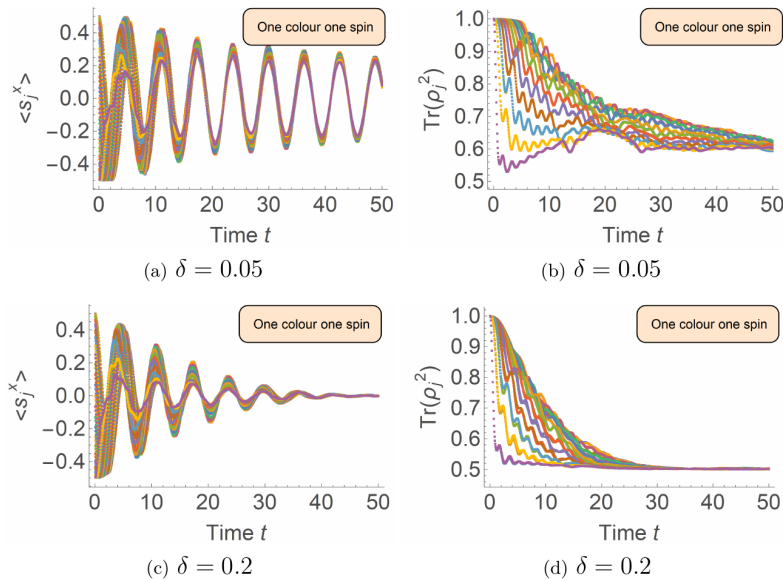 One colour one spin
<s_j^x>
0.4
0.2
0.0
−0.2
−0.4
0 10 20 30 40 50
Time t
(a) δ = 0.05
One colour one spin
Tr(ρ_j^2)
1.0
0.9
0.8
0.7
0.6
0.5
0 10 20 30 40 50
Time t
(b) δ = 0.05
One colour one spin
<s_j^x>
0.4
0.2
0.0
−0.2
−0.4
0 10 20 30 40 50
Time t
(c) δ = 0.2
One colour one spin
Tr(ρ_j^2)
1.0
0.9
0.8
0.7
0.6
0.5
0 10 20 30 40 50
Time t
(d) δ = 0.2